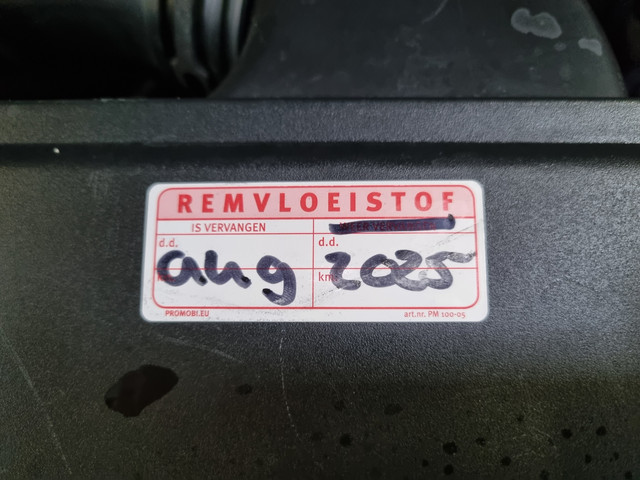 REMVLOEISTOF
IS VERVANGEN
d.d. d.d.
aug 2025
km
PROMOBI.EU art.nr. PM 100-05